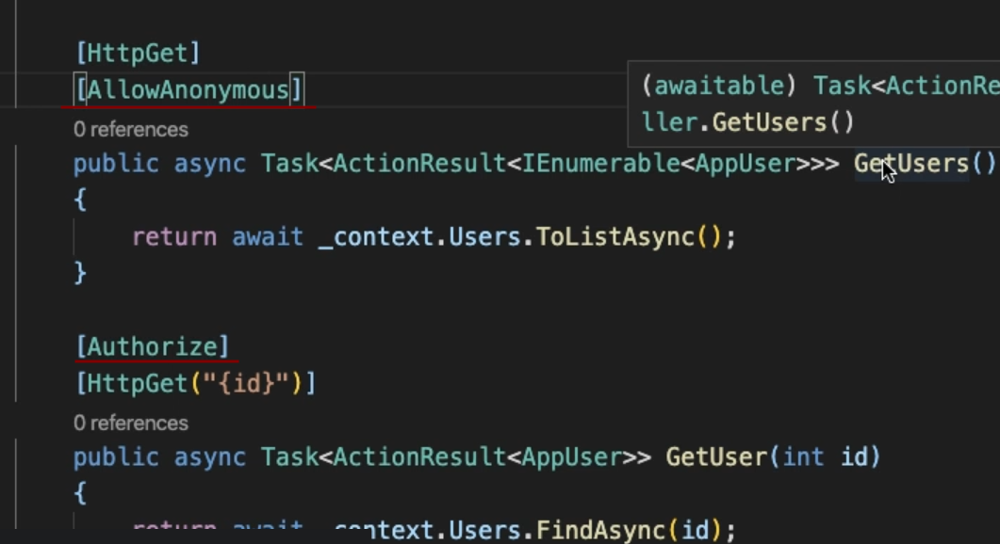 [HttpGet]
[AllowAnonymous]
(awaitable) Task<ActionRe
ller.GetUsers()
0 references
public async Task<ActionResult<IEnumerable<AppUser>>> GetUsers()
{
return await _context.Users.ToListAsync();
}
[Authorize]
[HttpGet("{id}")]
0 references
public async Task<ActionResult<AppUser>> GetUser(int id)
{
return await _context.Users.FindAsync(id);